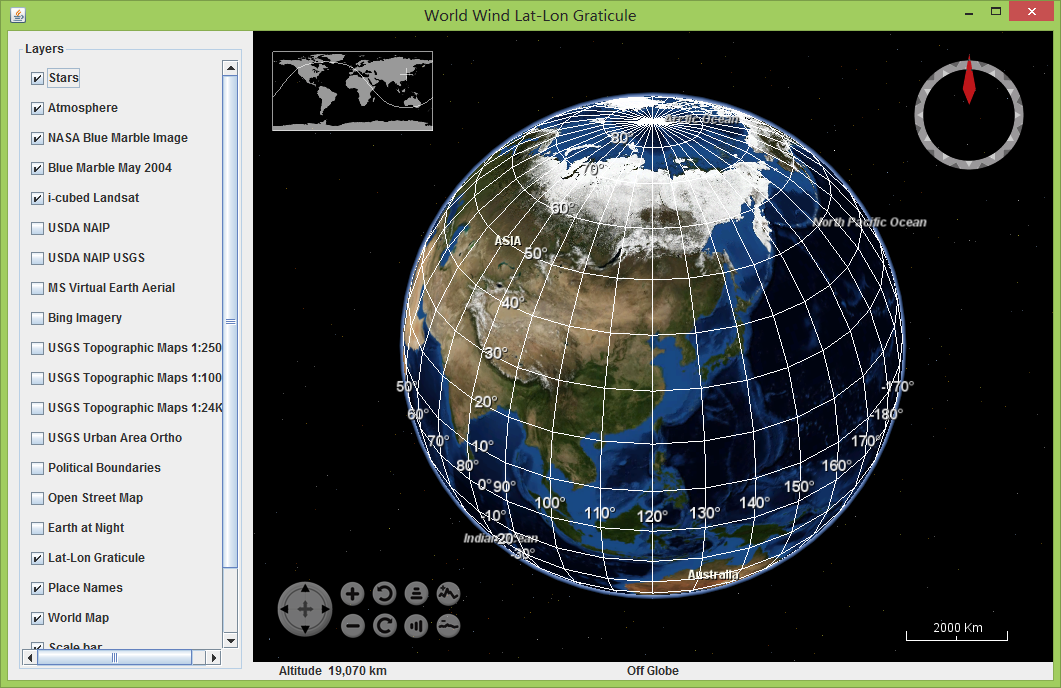 World Wind Lat-Lon Graticule
Layers
Stars
Atmosphere
NASA Blue Marble Image
Blue Marble May 2004
i-cubed Landsat
USDA NAIP
USDA NAIP USGS
MS Virtual Earth Aerial
Bing Imagery
USGS Topographic Maps 1:250
USGS Topographic Maps 1:100
USGS Topographic Maps 1:24K
USGS Urban Area Ortho
Political Boundaries
Open Street Map
Earth at Night
Lat-Lon Graticule
Place Names
World Map
Scale bar
Arctic Ocean
80°
70°
60°
North Pacific Ocean
ASIA
50°
40°
30°
50°
-170°
20°
60°
-180°
70°
10°
170°
80°
160°
0°
90°
150°
100°
140°
-10°
110°
120°
130°
Indian Ocean
-20°
-30°
Australia
2000 Km
Altitude 19,070 km
Off Globe